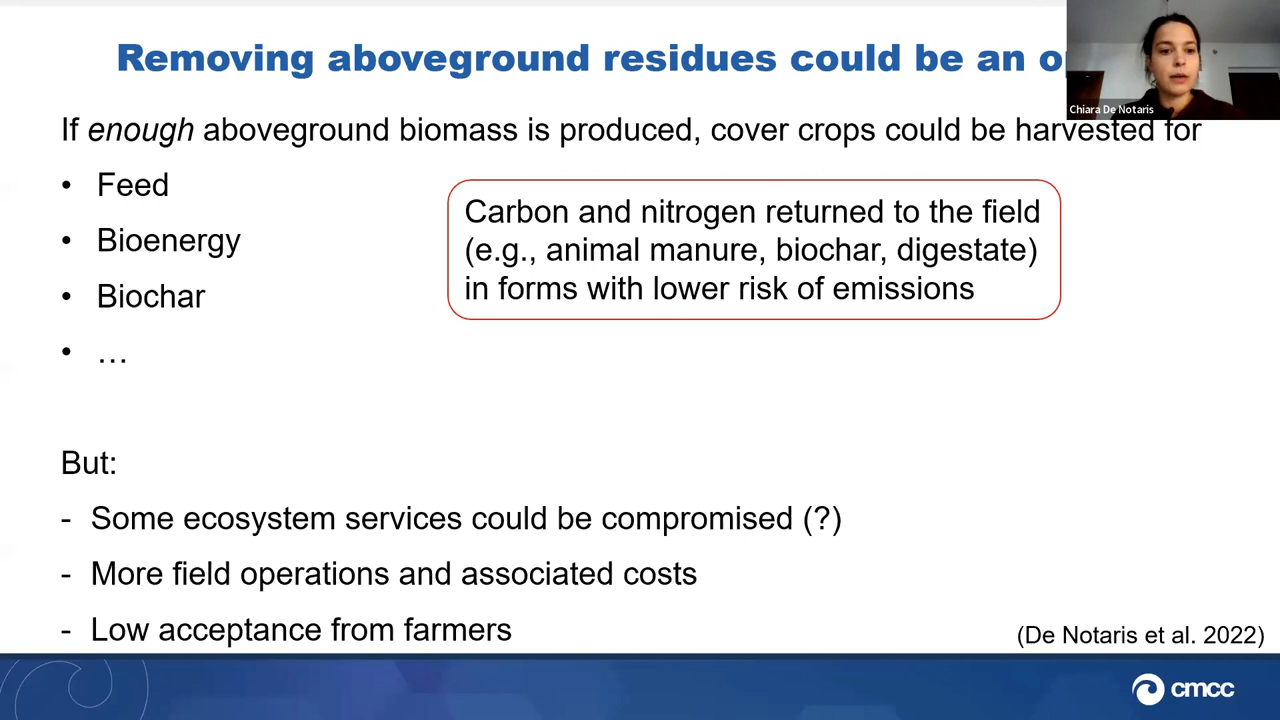 Removing aboveground residues could be an
Chiara De Notaris
If enough aboveground biomass is produced, cover crops could be harvested for
• Feed
• Bioenergy
• Biochar
• …
Carbon and nitrogen returned to the field
(e.g., animal manure, biochar, digestate)
in forms with lower risk of emissions
But:
- Some ecosystem services could be compromised (?)
- More field operations and associated costs
- Low acceptance from farmers
(De Notaris et al. 2022)
cmcc